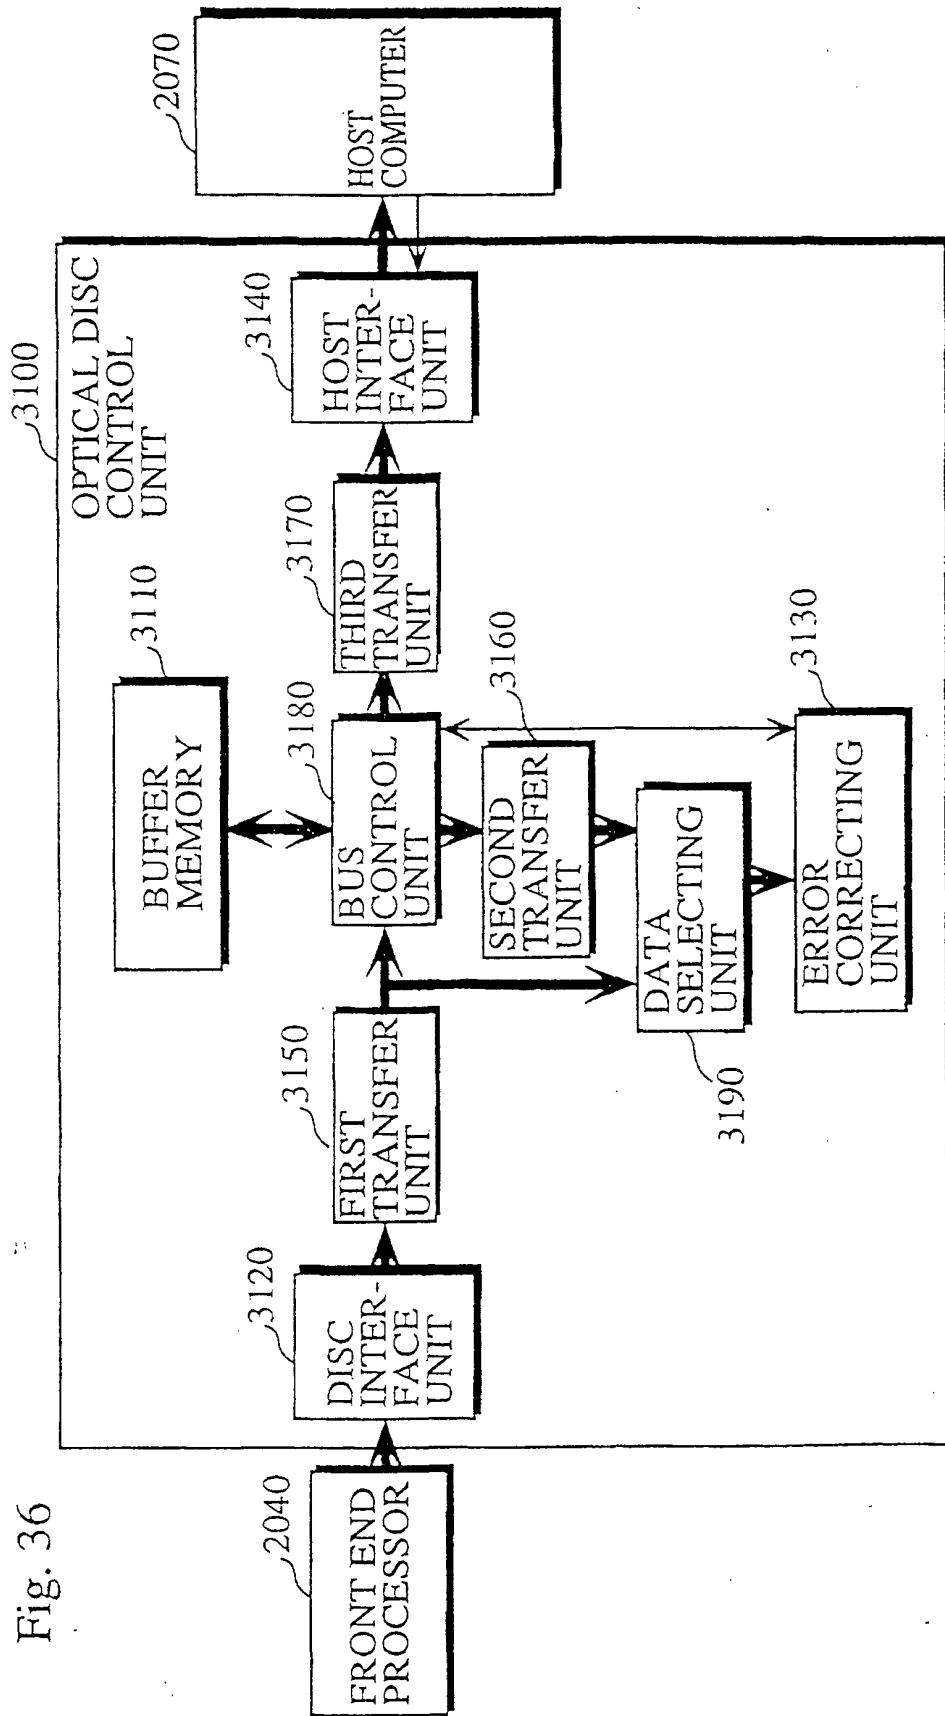 Fig. 36
3100
OPTICAL DISC
CONTROL
UNIT
3110
BUFFER
MEMORY
2040
FRONT END
PROCESSOR
3120
DISC
INTER-
FACE
UNIT
3150
FIRST
TRANSFER
UNIT
3180
BUS
CONTROL
UNIT
3170
THIRD
TRANSFER
UNIT
3140
HOST
INTER-
FACE
UNIT
2070
HOST
COMPUTER
3160
SECOND
TRANSFER
UNIT
3190
DATA
SELECTING
UNIT
3130
ERROR
CORRECTING
UNIT